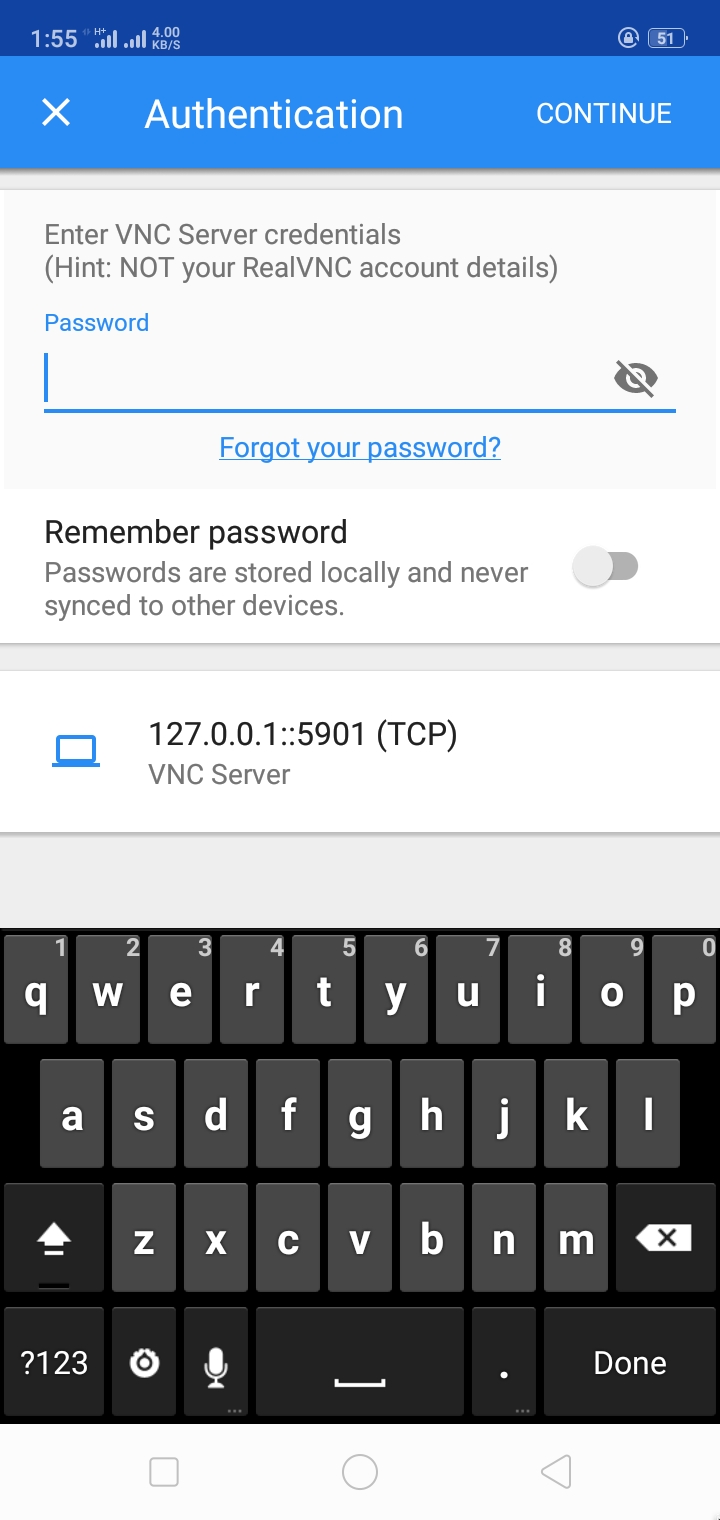 1:55 H+ 4.00 KB/S 51
Authentication CONTINUE
Enter VNC Server credentials
(Hint: NOT your RealVNC account details)
Password
Forgot your password?
Remember password
Passwords are stored locally and never
synced to other devices.
127.0.0.1::5901 (TCP)
VNC Server
1 2 3 4 5 6 7 8 9 0
q w e r t y u i o p
a s d f g h j k l
z x c v b n m
?123 . Done